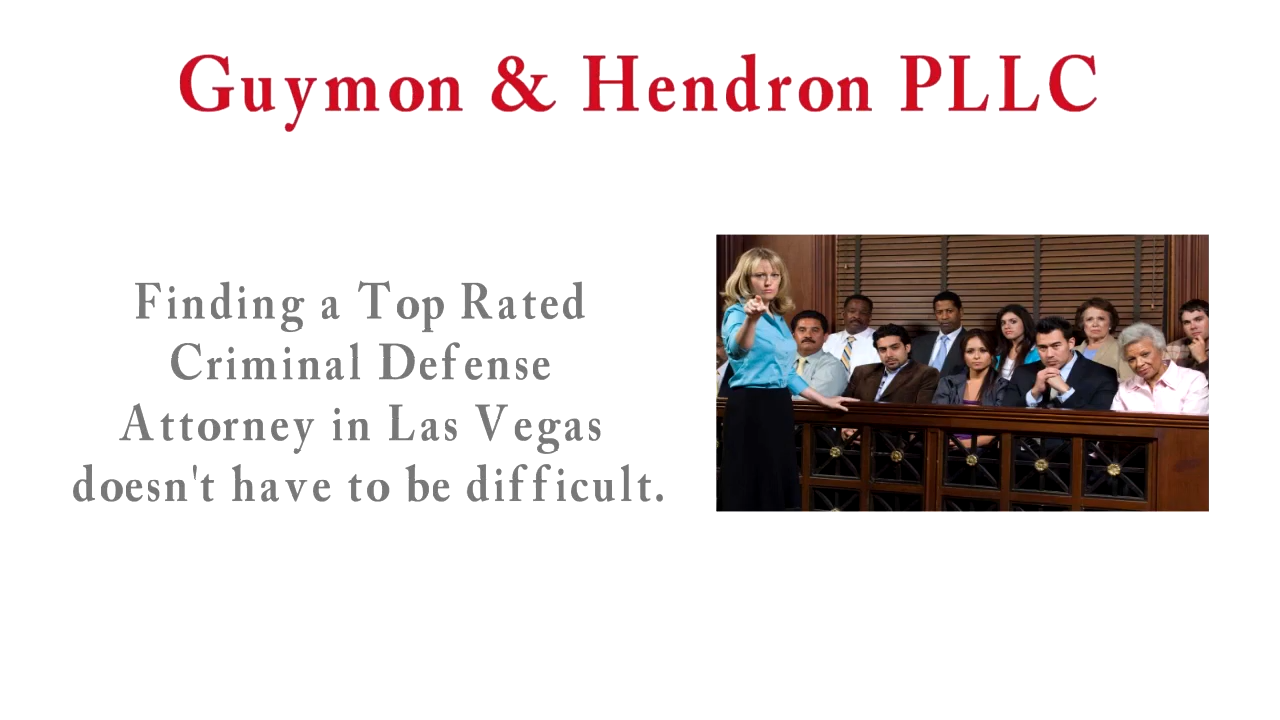 Guymon & Hendron PLLC
Finding a Top Rated
Criminal Defense
Attorney in Las Vegas
doesn't have to be difficult.